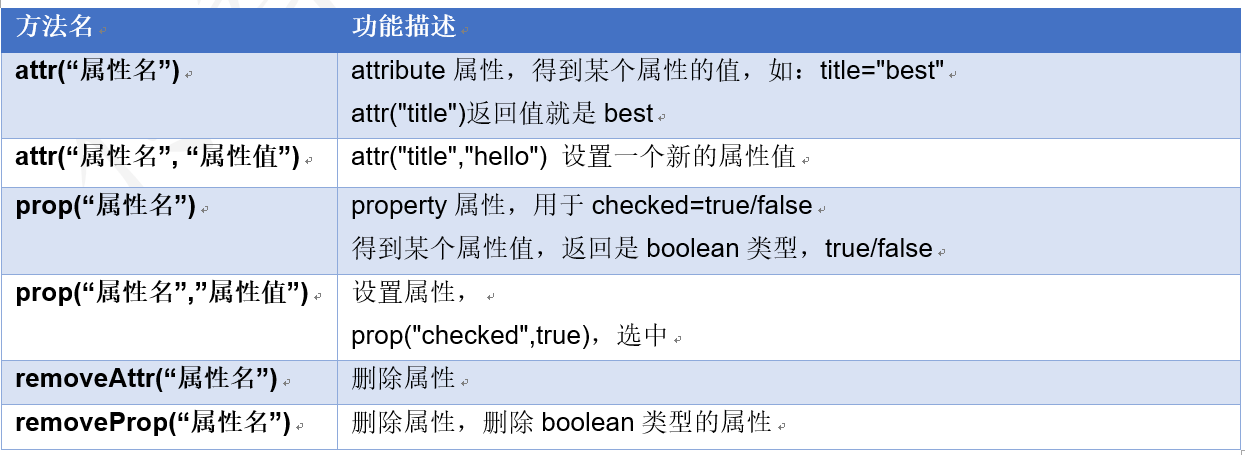 方法名 功能描述
attr(“属性名”) attribute 属性，得到某个属性的值，如：title="best"
attr("title")返回值就是 best
attr(“属性名”, “属性值”) attr("title","hello") 设置一个新的属性值
prop(“属性名”) property 属性，用于 checked=true/false
得到某个属性值，返回是 boolean 类型，true/false
prop(“属性名”,”属性值”) 设置属性，
prop("checked",true)，选中
removeAttr(“属性名”) 删除属性
removeProp(“属性名”) 删除属性，删除 boolean 类型的属性